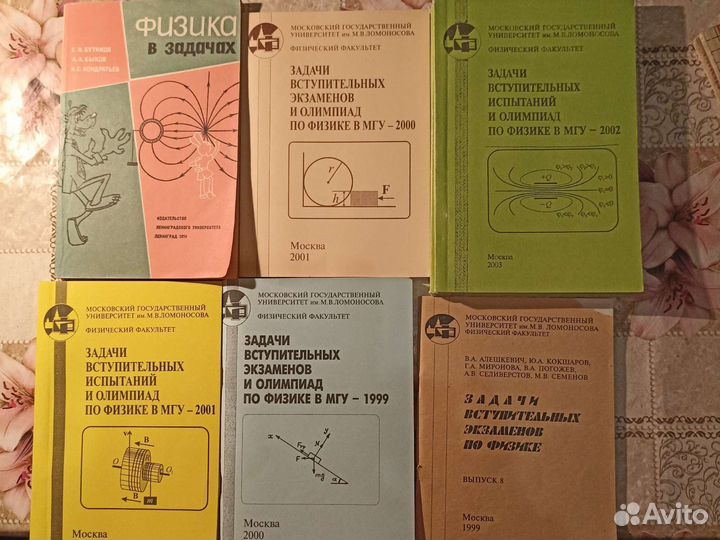 ФИЗИКА
В ЗАДАЧАХ
Е. И. БУТИКОВ
А. А. БЫКОВ
А. С. КОНДРАТЬЕВ
ИЗДАТЕЛЬСТВО
ЛЕНИНГРАДСКОГО УНИВЕРСИТЕТА
ЛЕНИНГРАД 1974
МОСКОВСКИЙ ГОСУДАРСТВЕННЫЙ
УНИВЕРСИТЕТ им М.В.ЛОМОНОСОВА
ФИЗИЧЕСКИЙ ФАКУЛЬТЕТ
ЗАДАЧИ
ВСТУПИТЕЛЬНЫХ
ЭКЗАМЕНОВ
И ОЛИМПИАД
ПО ФИЗИКЕ В МГУ – 2000
r
h
F
Москва
2001
МОСКОВСКИЙ ГОСУДАРСТВЕННЫЙ
УНИВЕРСИТЕТ им.М.В.ЛОМОНОСОВА
ФИЗИЧЕСКИЙ ФАКУЛЬТЕТ
ЗАДАЧИ
ВСТУПИТЕЛЬНЫХ
ИСПЫТАНИЙ
И ОЛИМПИАД
ПО ФИЗИКЕ В МГУ – 2002
+Q
–Q
Москва
2003
МОСКОВСКИЙ ГОСУДАРСТВЕННЫЙ
УНИВЕРСИТЕТ им.М.В.ЛОМОНОСОВА
ФИЗИЧЕСКИЙ ФАКУЛЬТЕТ
ЗАДАЧИ
ВСТУПИТЕЛЬНЫХ
ИСПЫТАНИЙ
И ОЛИМПИАД
ПО ФИЗИКЕ В МГУ – 2001
B
O
B
m
Москва
МОСКОВСКИЙ ГОСУДАРСТВЕННЫЙ
УНИВЕРСИТЕТ им М.В.ЛОМОНОСОВА
ФИЗИЧЕСКИЙ ФАКУЛЬТЕТ
ЗАДАЧИ
ВСТУПИТЕЛЬНЫХ
ЭКЗАМЕНОВ
И ОЛИМПИАД
ПО ФИЗИКЕ В МГУ – 1999
x
y
F
mg
α
Москва
2000
МОСКОВСКИЙ ГОСУДАРСТВЕННЫЙ
УНИВЕРСИТЕТ им М.В. ЛОМОНОСОВА
ФИЗИЧЕСКИЙ ФАКУЛЬТЕТ
В.А. АЛЕШКЕВИЧ, Ю.А. КОКШАРОВ,
Г.А. МИРОНОВА, В.А. ПОГОЖЕВ,
А.В. СЕЛИВЕРСТОВ, М.В. СЕМЕНОВ
ЗАДАЧИ
ВСТУПИТЕЛЬНЫХ
ЭКЗАМЕНОВ
ПО ФИЗИКЕ
ВЫПУСК 8
Москва
1999
Avito